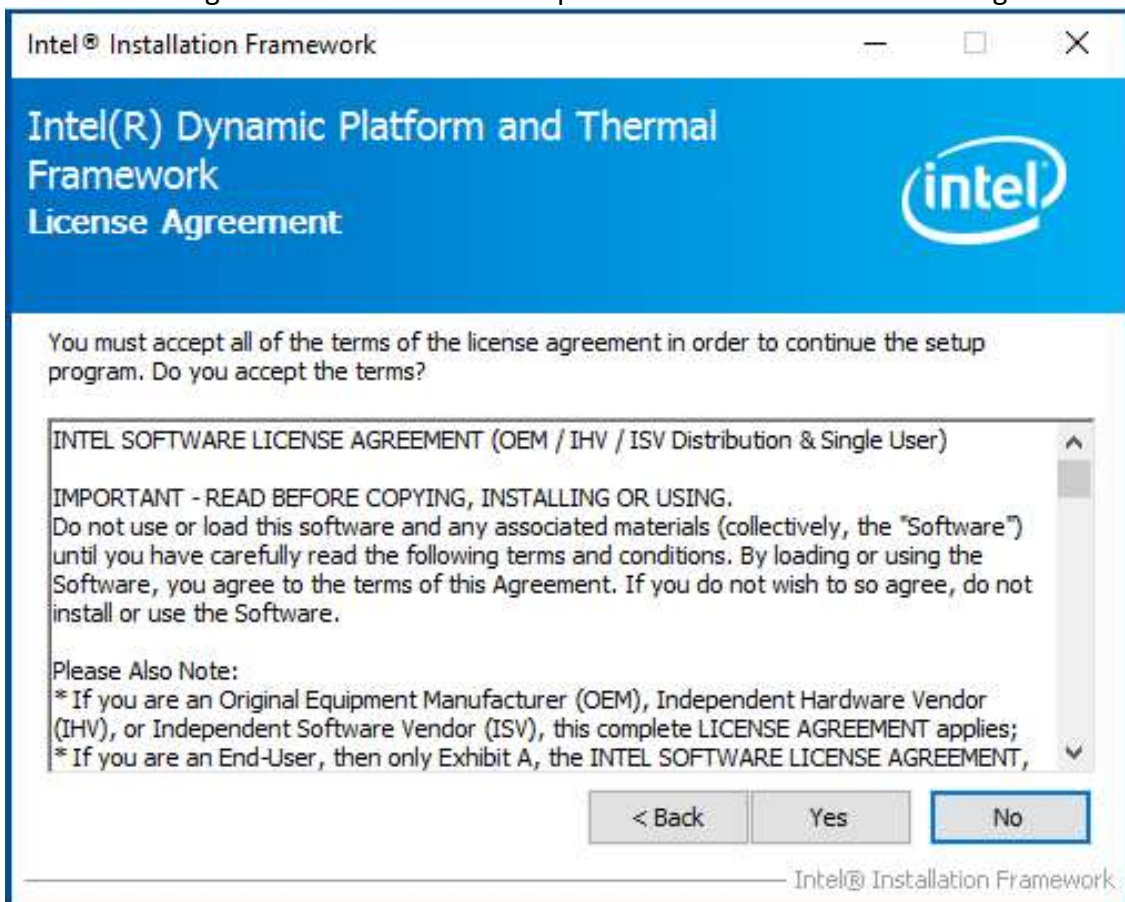 Intel® Installation Framework
Intel(R) Dynamic Platform and Thermal
Framework
License Agreement
intel
You must accept all of the terms of the license agreement in order to continue the setup
program. Do you accept the terms?
INTEL SOFTWARE LICENSE AGREEMENT (OEM / IHV / ISV Distribution & Single User)
IMPORTANT - READ BEFORE COPYING, INSTALLING OR USING.
Do not use or load this software and any associated materials (collectively, the "Software")
until you have carefully read the following terms and conditions. By loading or using the
Software, you agree to the terms of this Agreement. If you do not wish to so agree, do not
install or use the Software.
Please Also Note:
* If you are an Original Equipment Manufacturer (OEM), Independent Hardware Vendor
(IHV), or Independent Software Vendor (ISV), this complete LICENSE AGREEMENT applies;
* If you are an End-User, then only Exhibit A, the INTEL SOFTWARE LICENSE AGREEMENT,
< Back Yes No
Intel® Installation Framework